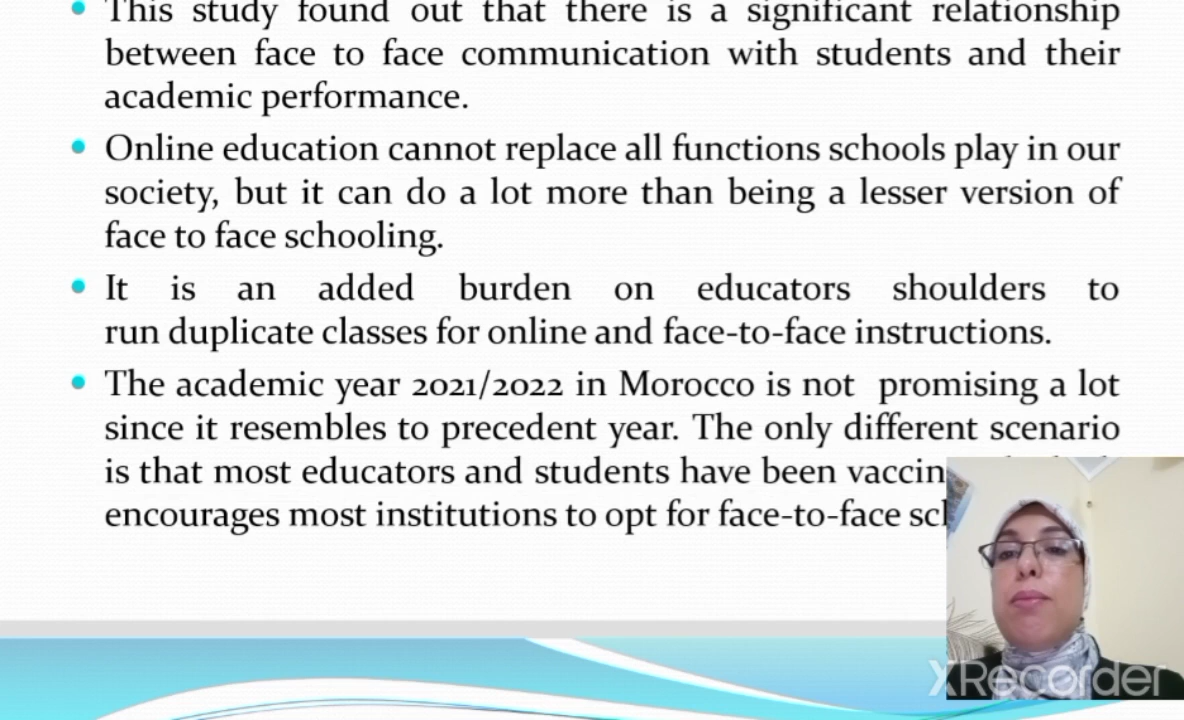 This study found out that there is a significant relationship
between face to face communication with students and their
academic performance.
Online education cannot replace all functions schools play in our
society, but it can do a lot more than being a lesser version of
face to face schooling.
It is an added burden on educators shoulders to
run duplicate classes for online and face-to-face instructions.
The academic year 2021/2022 in Morocco is not promising a lot
since it resembles to precedent year. The only different scenario
is that most educators and students have been
encourages most institutions to opt for face-to-face
XRecorder